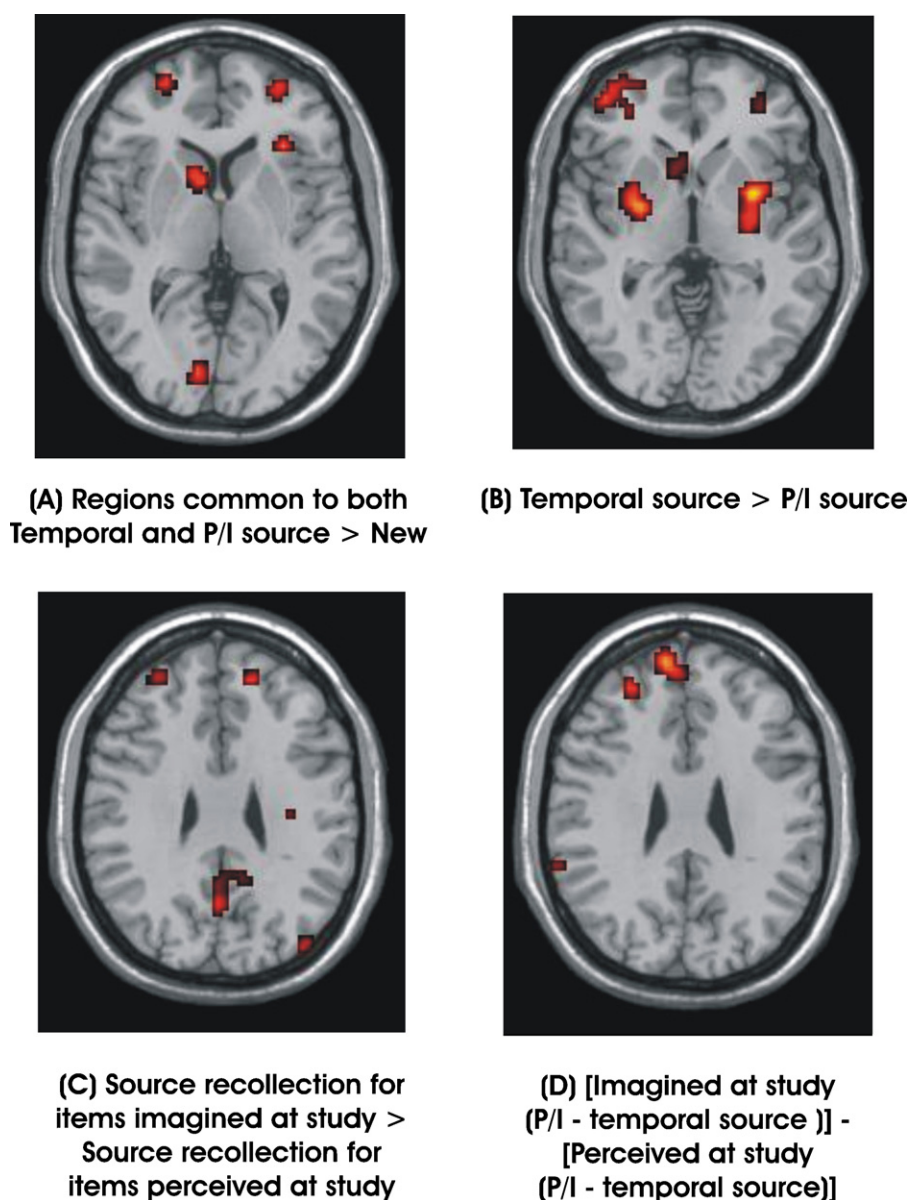 (A) Regions common to both
Temporal and P/I source > New
(B) Temporal source > P/I source
(C) Source recollection for
items imagined at study >
Source recollection for
items perceived at study
(D) [Imagined at study
(P/I - temporal source )] -
[Perceived at study
(P/I - temporal source)]